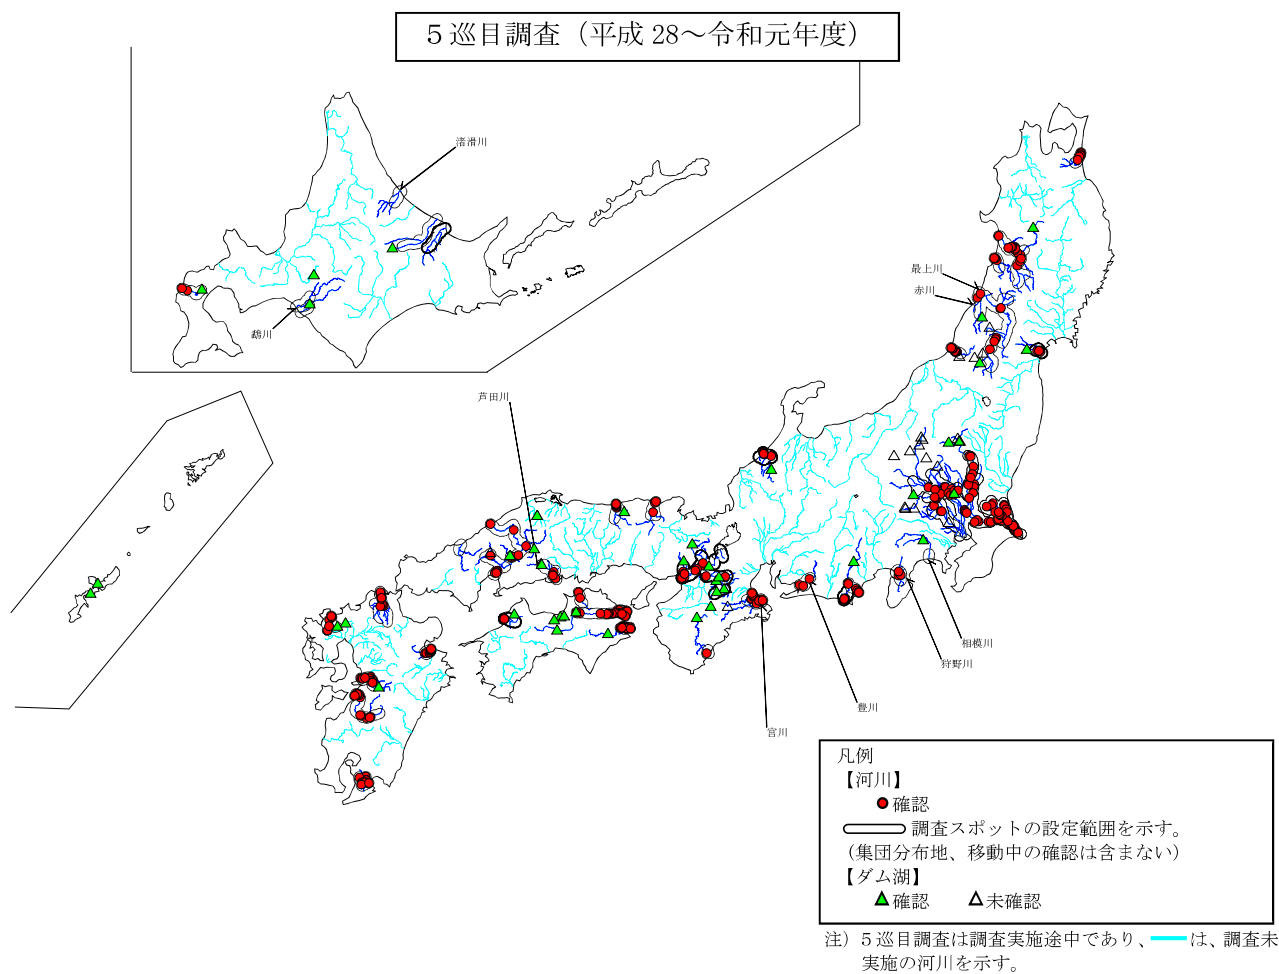 ５巡目調査（平成 28～令和元年度）
渚滑川
最上川
赤川
鵡川
芦田川
相模川
狩野川
豊川
宮川
凡例
【河川】
確認
調査スポットの設定範囲を示す。
（集団分布地、移動中の確認は含まない）
【ダム湖】
確認 未確認
注）５巡目調査は調査実施途中であり、 は、調査未
実施の河川を示す。